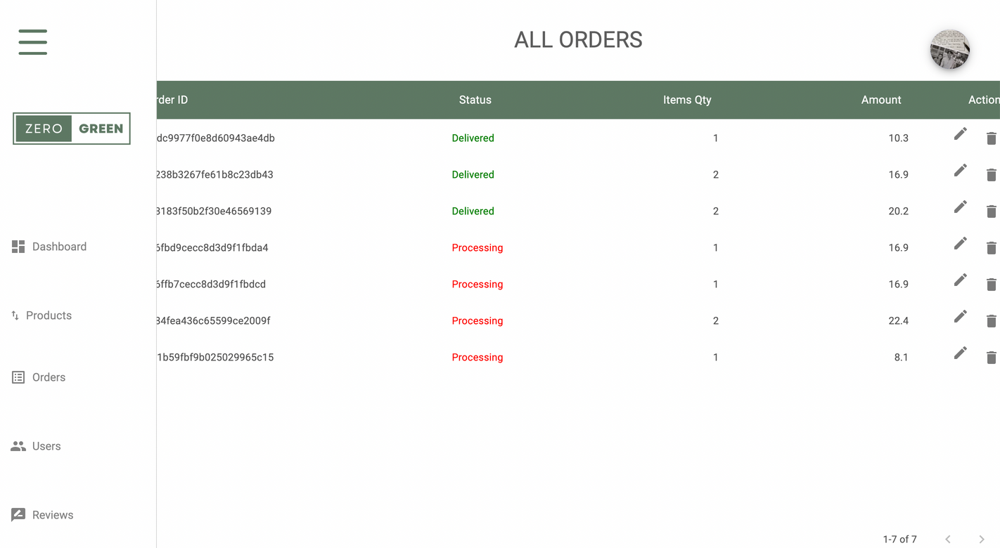 ALL ORDERS
rder ID Status Items Qty Amount Action
ZERO GREEN
dc9977f0e8d60943ae4db Delivered 1 10.3
238b3267fe61b8c23db43 Delivered 2 16.9
3183f50b2f30e46569139 Delivered 2 20.2
Dashboard
6fbd9cecc8d3d9f1fbda4 Processing 1 16.9
6ffb7cecc8d3d9f1fbdcd Processing 1 16.9
Products
34fea436c65599ce2009f Processing 2 22.4
1b59fbf9b025029965c15 Processing 1 8.1
Orders
Users
Reviews
1-7 of 7